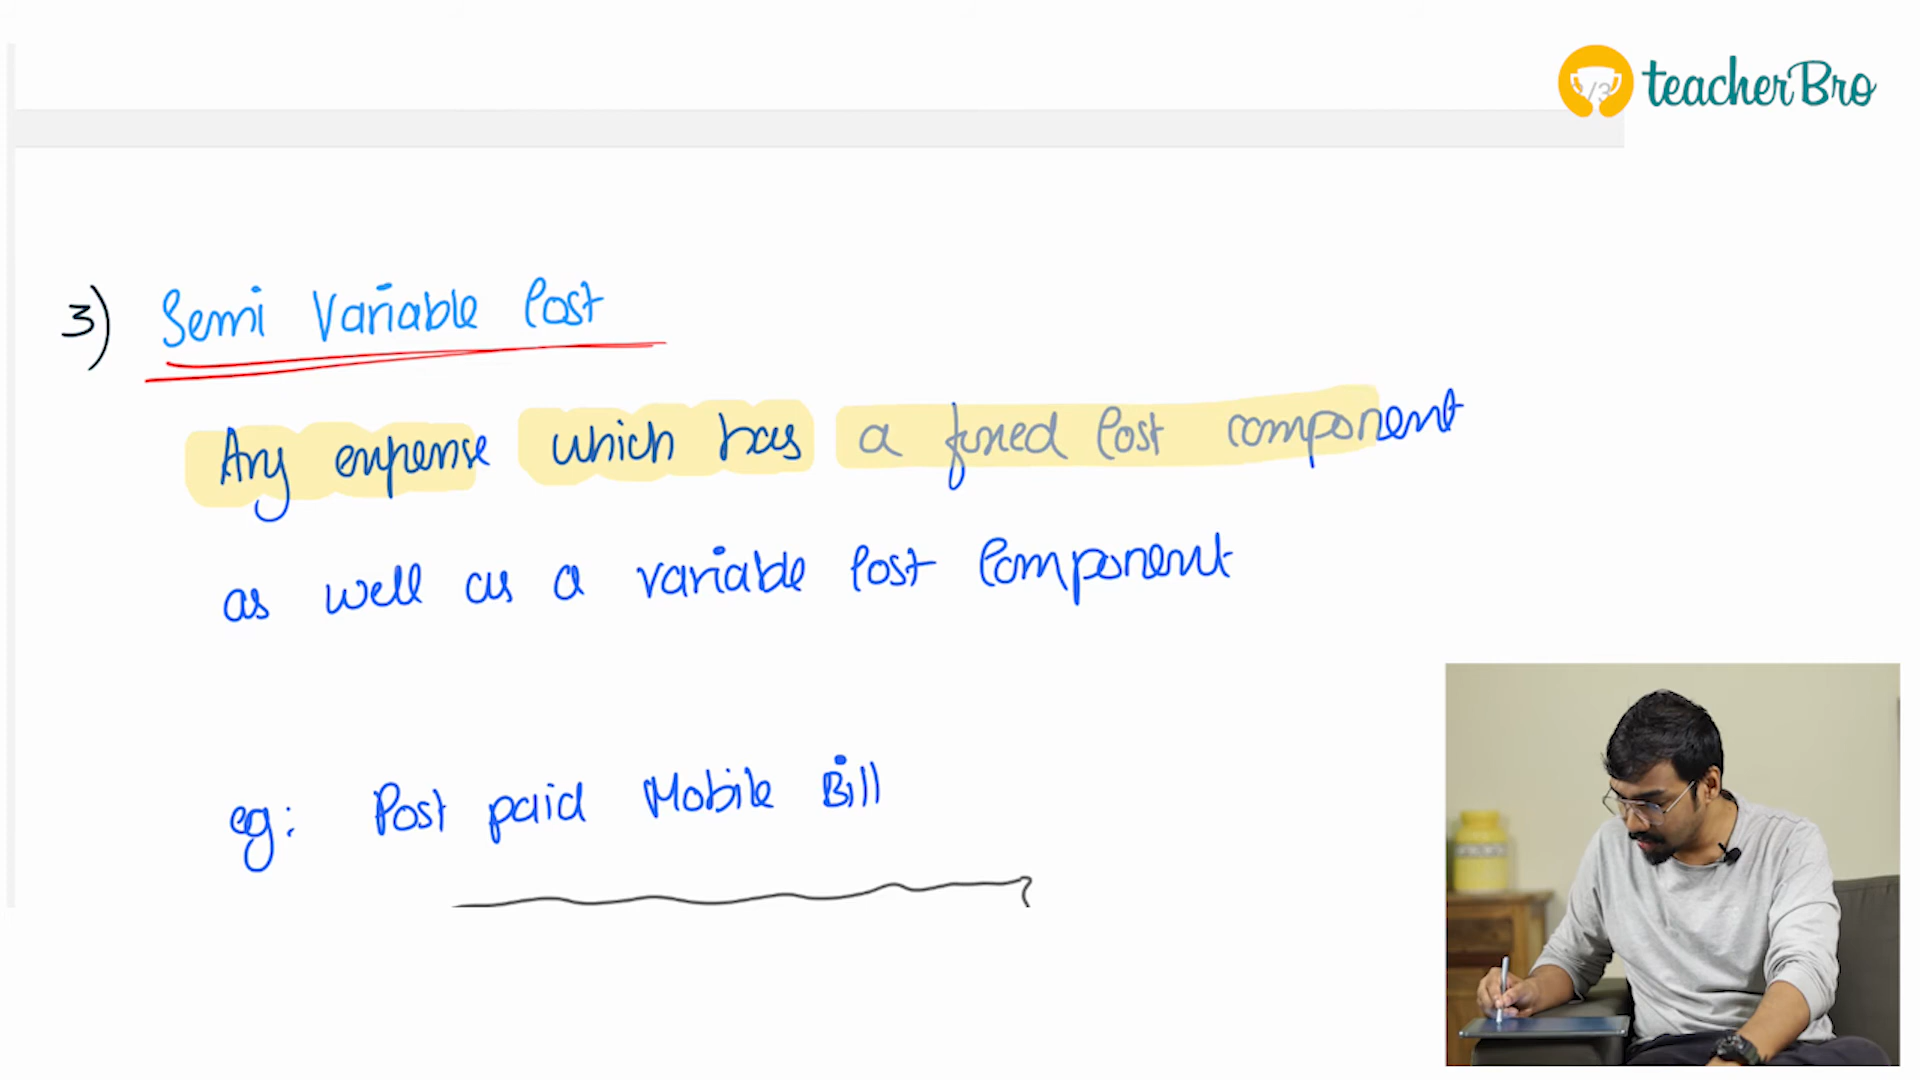 teacherBro
3) Semi Variable Cost
Any expense which has a fixed Cost component
as well as a variable Cost Component
eg: Post paid Mobile Bill